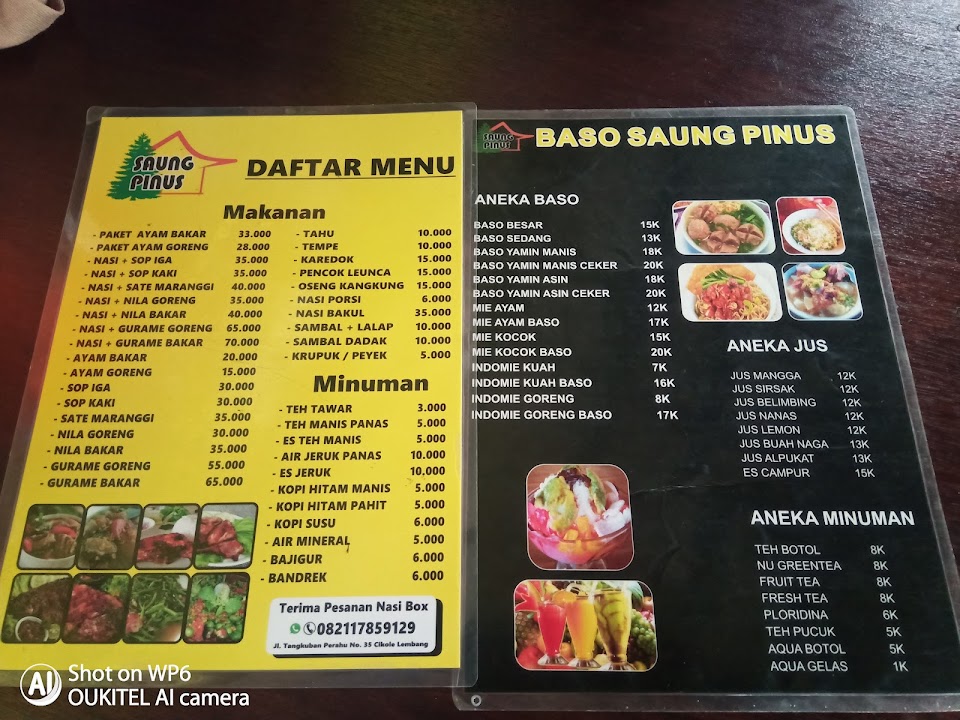 SAUNG
PINUS
DAFTAR MENU
Makanan
- PAKET AYAM BAKAR 33.000
- PAKET AYAM GORENG 28.000
- NASI + SOP IGA 35.000
- NASI + SOP KAKI 35.000
- NASI + SATE MARANGGI 40.000
- NASI + NILA GORENG 35.000
- NASI + NILA BAKAR 40.000
- NASI + GURAME GORENG 65.000
- NASI + GURAME BAKAR 70.000
- AYAM BAKAR 20.000
- AYAM GORENG 15.000
- SOP IGA 30.000
- SOP KAKI 30.000
- SATE MARANGGI 35.000
- NILA GORENG 30.000
- NILA BAKAR 35.000
- GURAME GORENG 55.000
- GURAME BAKAR 65.000
- TAHU 10.000
- TEMPE 10.000
- KAREDOK 15.000
- PENCOK LEUNCA 15.000
- OSENG KANGKUNG 15.000
- NASI PORSI 6.000
- NASI BAKUL 35.000
- SAMBAL + LALAP 10.000
- SAMBAL DADAK 10.000
- KRUPUK / PEYEK 5.000
Minuman
- TEH TAWAR 3.000
- TEH MANIS PANAS 5.000
- ES TEH MANIS 5.000
- AIR JERUK PANAS 10.000
- ES JERUK 10,000
- KOPI HITAM MANIS 5.000
- KOPI HITAM PAHIT 5.000
- KOPI SUSU 6.000
- AIR MINERAL 5.000
- BAJIGUR 6.000
- BANDREK 6.000
Terima Pesanan Nasi Box
082117859129
Jl. Tangkuban Perahu No. 35 Cikole Lembang
SAUNG
PINUS
BASO SAUNG PINUS
ANEKA BASO
BASO BESAR 15K
BASO SEDANG 13K
BASO YAMIN MANIS 18K
BASO YAMIN MANIS CEKER 20K
BASO YAMIN ASIN 18K
BASO YAMIN ASIN CEKER 20K
MIE AYAM 12K
MIE AYAM BASO 17K
MIE KOCOK 15K
MIE KOCOK BASO 20K
INDOMIE KUAH 7K
INDOMIE KUAH BASO 16K
INDOMIE GORENG 8K
INDOMIE GORENG BASO 17K
ANEKA JUS
JUS MANGGA 12K
JUS SIRSAK 12K
JUS BELIMBING 12K
JUS NANAS 12K
JUS LEMON 12K
JUS BUAH NAGA 13K
JUS ALPUKAT 13K
ES CAMPUR 15K
ANEKA MINUMAN
TEH BOTOL 8K
NU GREENTEA 8K
FRUIT TEA 8K
FRESH TEA 8K
PLORIDINA 6K
TEH PUCUK 5K
AQUA BOTOL 5K
AQUA GELAS 1K
AI Shot on WP6
OUKITEL AI camera